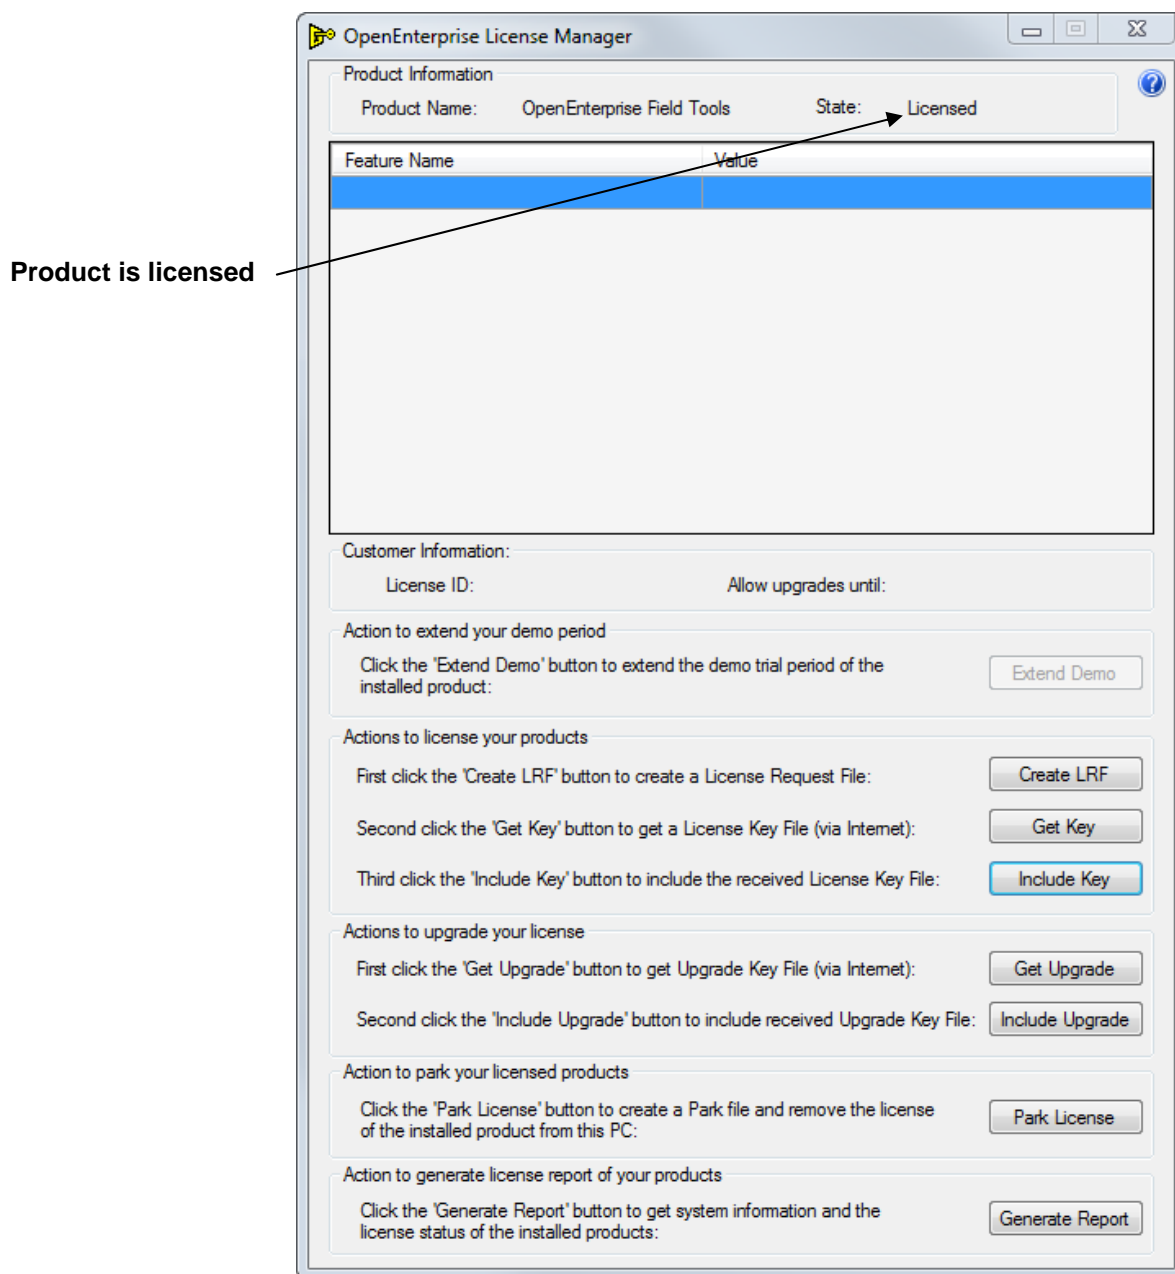 OpenEnterprise License Manager
Product Information
Product Name: OpenEnterprise Field Tools State: Licensed
Feature Name Value
Product is licensed
Customer Information:
License ID: Allow upgrades until:
Action to extend your demo period
Click the 'Extend Demo' button to extend the demo trial period of the
installed product:
Extend Demo
Actions to license your products
First click the 'Create LRF' button to create a License Request File: Create LRF
Second click the 'Get Key' button to get a License Key File (via Internet): Get Key
Third click the 'Include Key' button to include the received License Key File: Include Key
Actions to upgrade your license
First click the 'Get Upgrade' button to get Upgrade Key File (via Internet): Get Upgrade
Second click the 'Include Upgrade' button to include received Upgrade Key File: Include Upgrade
Action to park your licensed products
Click the 'Park License' button to create a Park file and remove the license
of the installed product from this PC:
Park License
Action to generate license report of your products
Click the 'Generate Report' button to get system information and the
license status of the installed products:
Generate Report